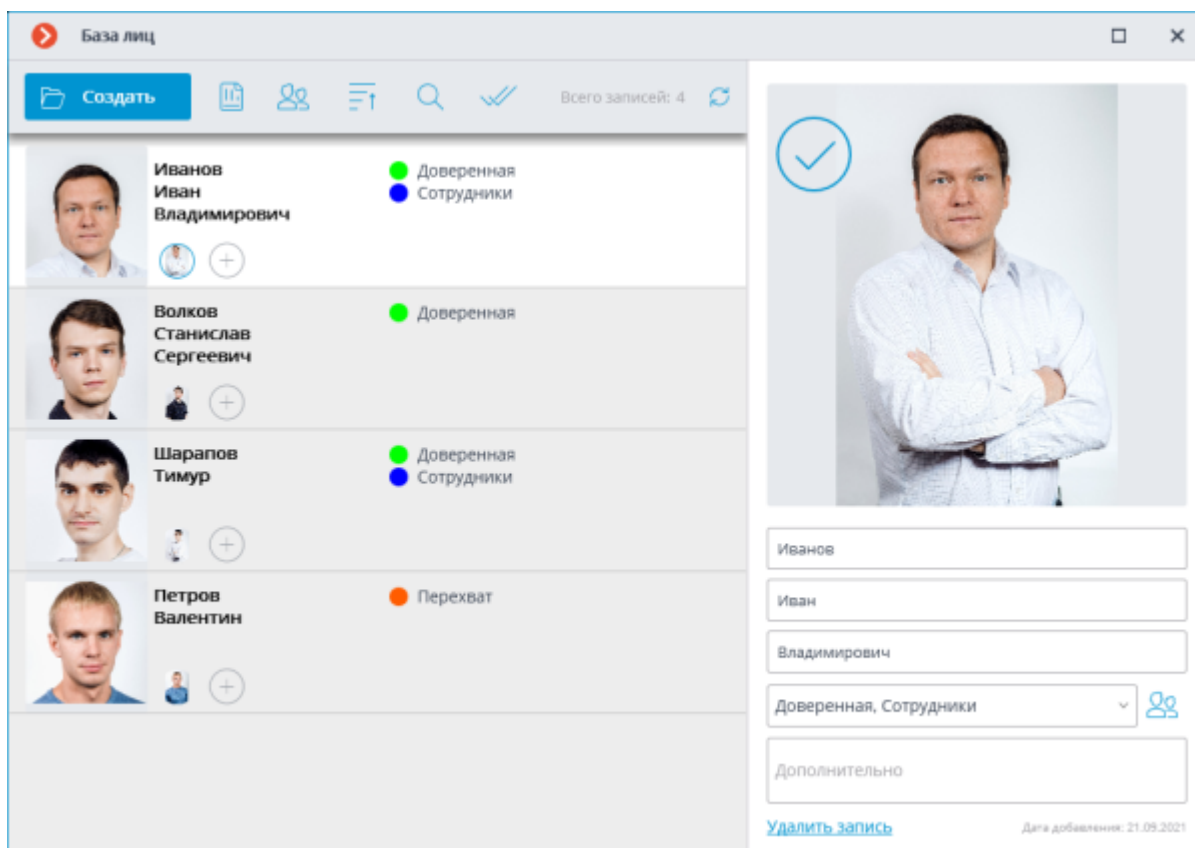 База лиц
Создать
Всего записей: 4
Иванов
Иван
Владимирович
Доверенная
Сотрудники
Волков
Станислав
Сергеевич
Доверенная
Шарапов
Тимур
Доверенная
Сотрудники
Петров
Валентин
Перехват
Иванов
Иван
Владимирович
Доверенная, Сотрудники
Дополнительно
Удалить запись
Дата добавления: 21.09.2021